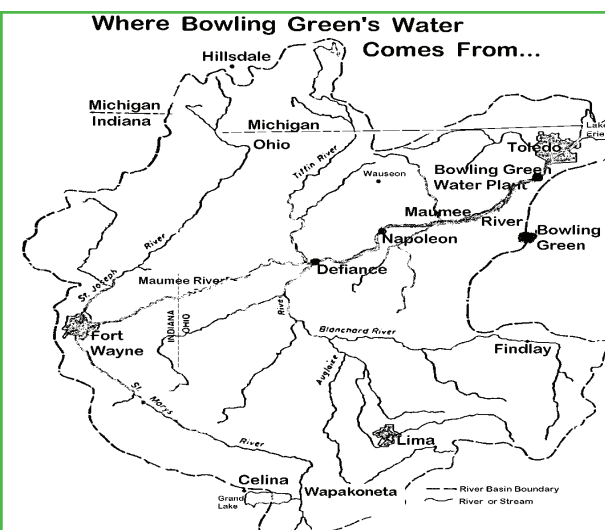 Where Bowling Green's Water
Comes From...
Hillsdale
Michigan
Indiana
Michigan
Ohio
Lake
Erie
Toledo
Tiffin River
Wauseon
Bowling Green
Water Plant
Maumee
River
Bowling
Green
Napoleon
Defiance
St. Joseph
River
Maumee River
INDIANA
OHIO
River
Fort
Wayne
Blanchard River
Findlay
Auglaize
St. Marys
River
Lima
Celina
Grand
Lake
Wapakoneta
River Basin Boundary
River or Stream